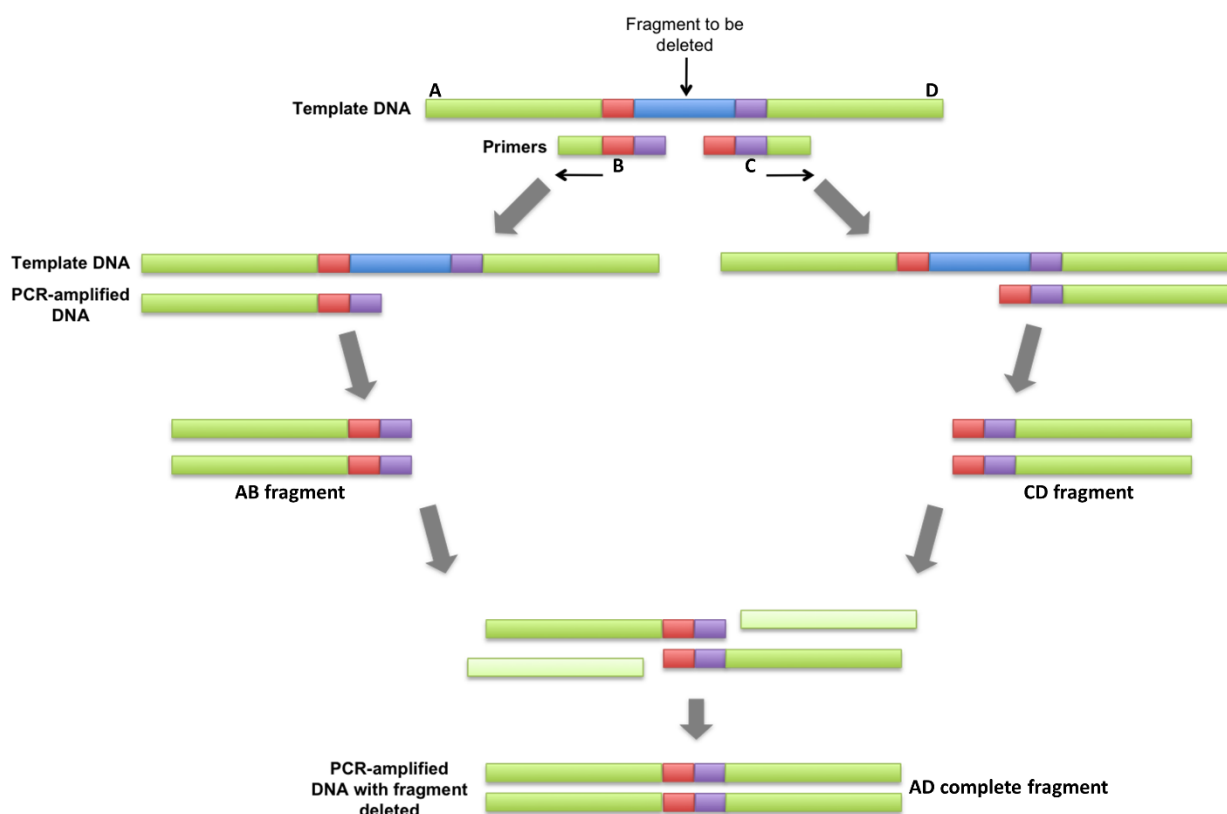 Fragment to be
deleted
A
D
Template DNA
Primers
B
C
Template DNA
PCR-amplified
DNA
AB fragment
CD fragment
PCR-amplified
DNA with fragment
deleted
AD complete fragment